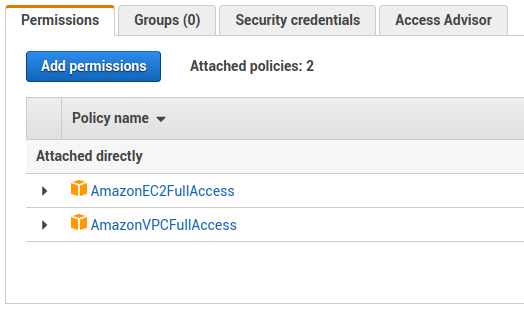 Permissions Groups (0) Security credentials Access Advisor
Add permissions Attached policies: 2
Policy name
Attached directly
AmazonEC2FullAccess
AmazonVPCFullAccess